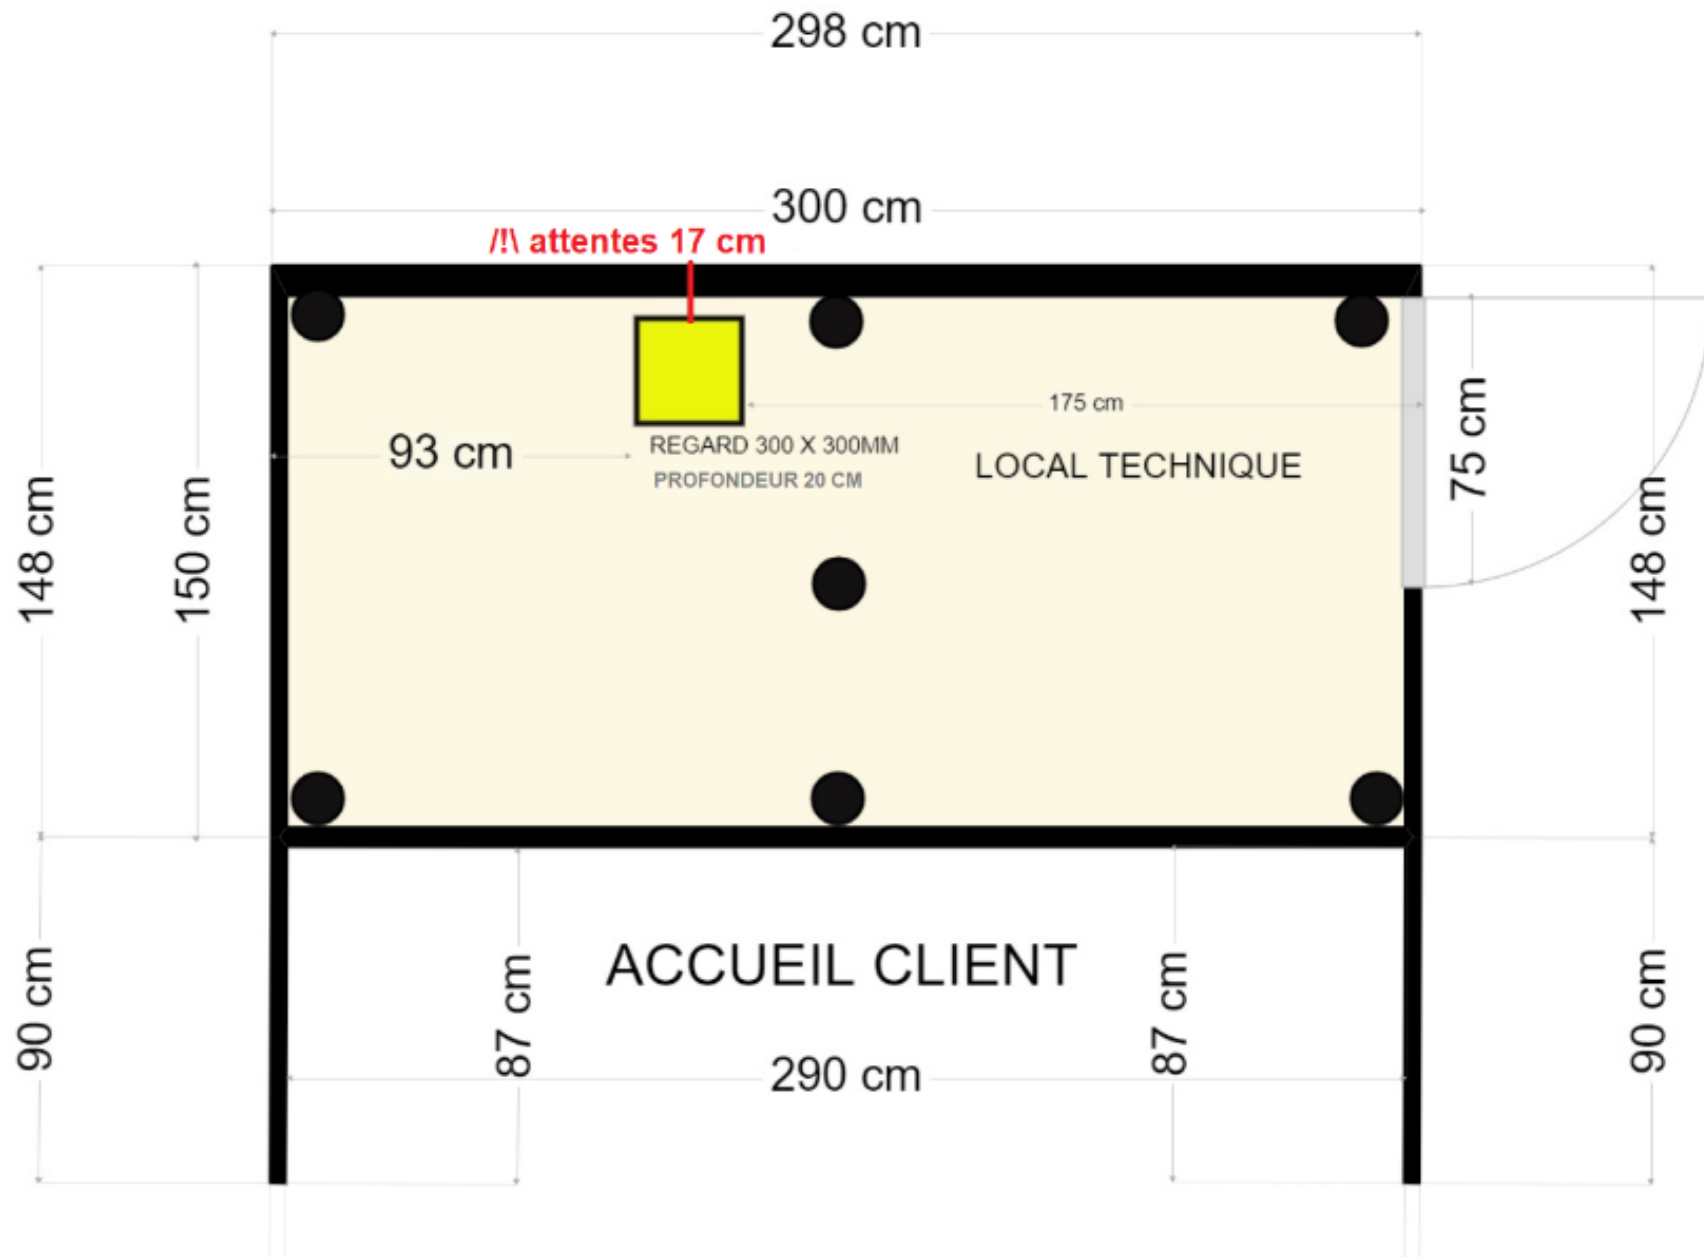 298 cm
300 cm
/!\ attentes 17 cm
175 cm
75 cm
REGARD 300 X 300MM
93 cm
LOCAL TECHNIQUE
PROFONDEUR 20 CM
148 cm
150 cm
148 cm
ACCUEIL CLIENT
90 cm
87 cm
87 cm
90 cm
290 cm